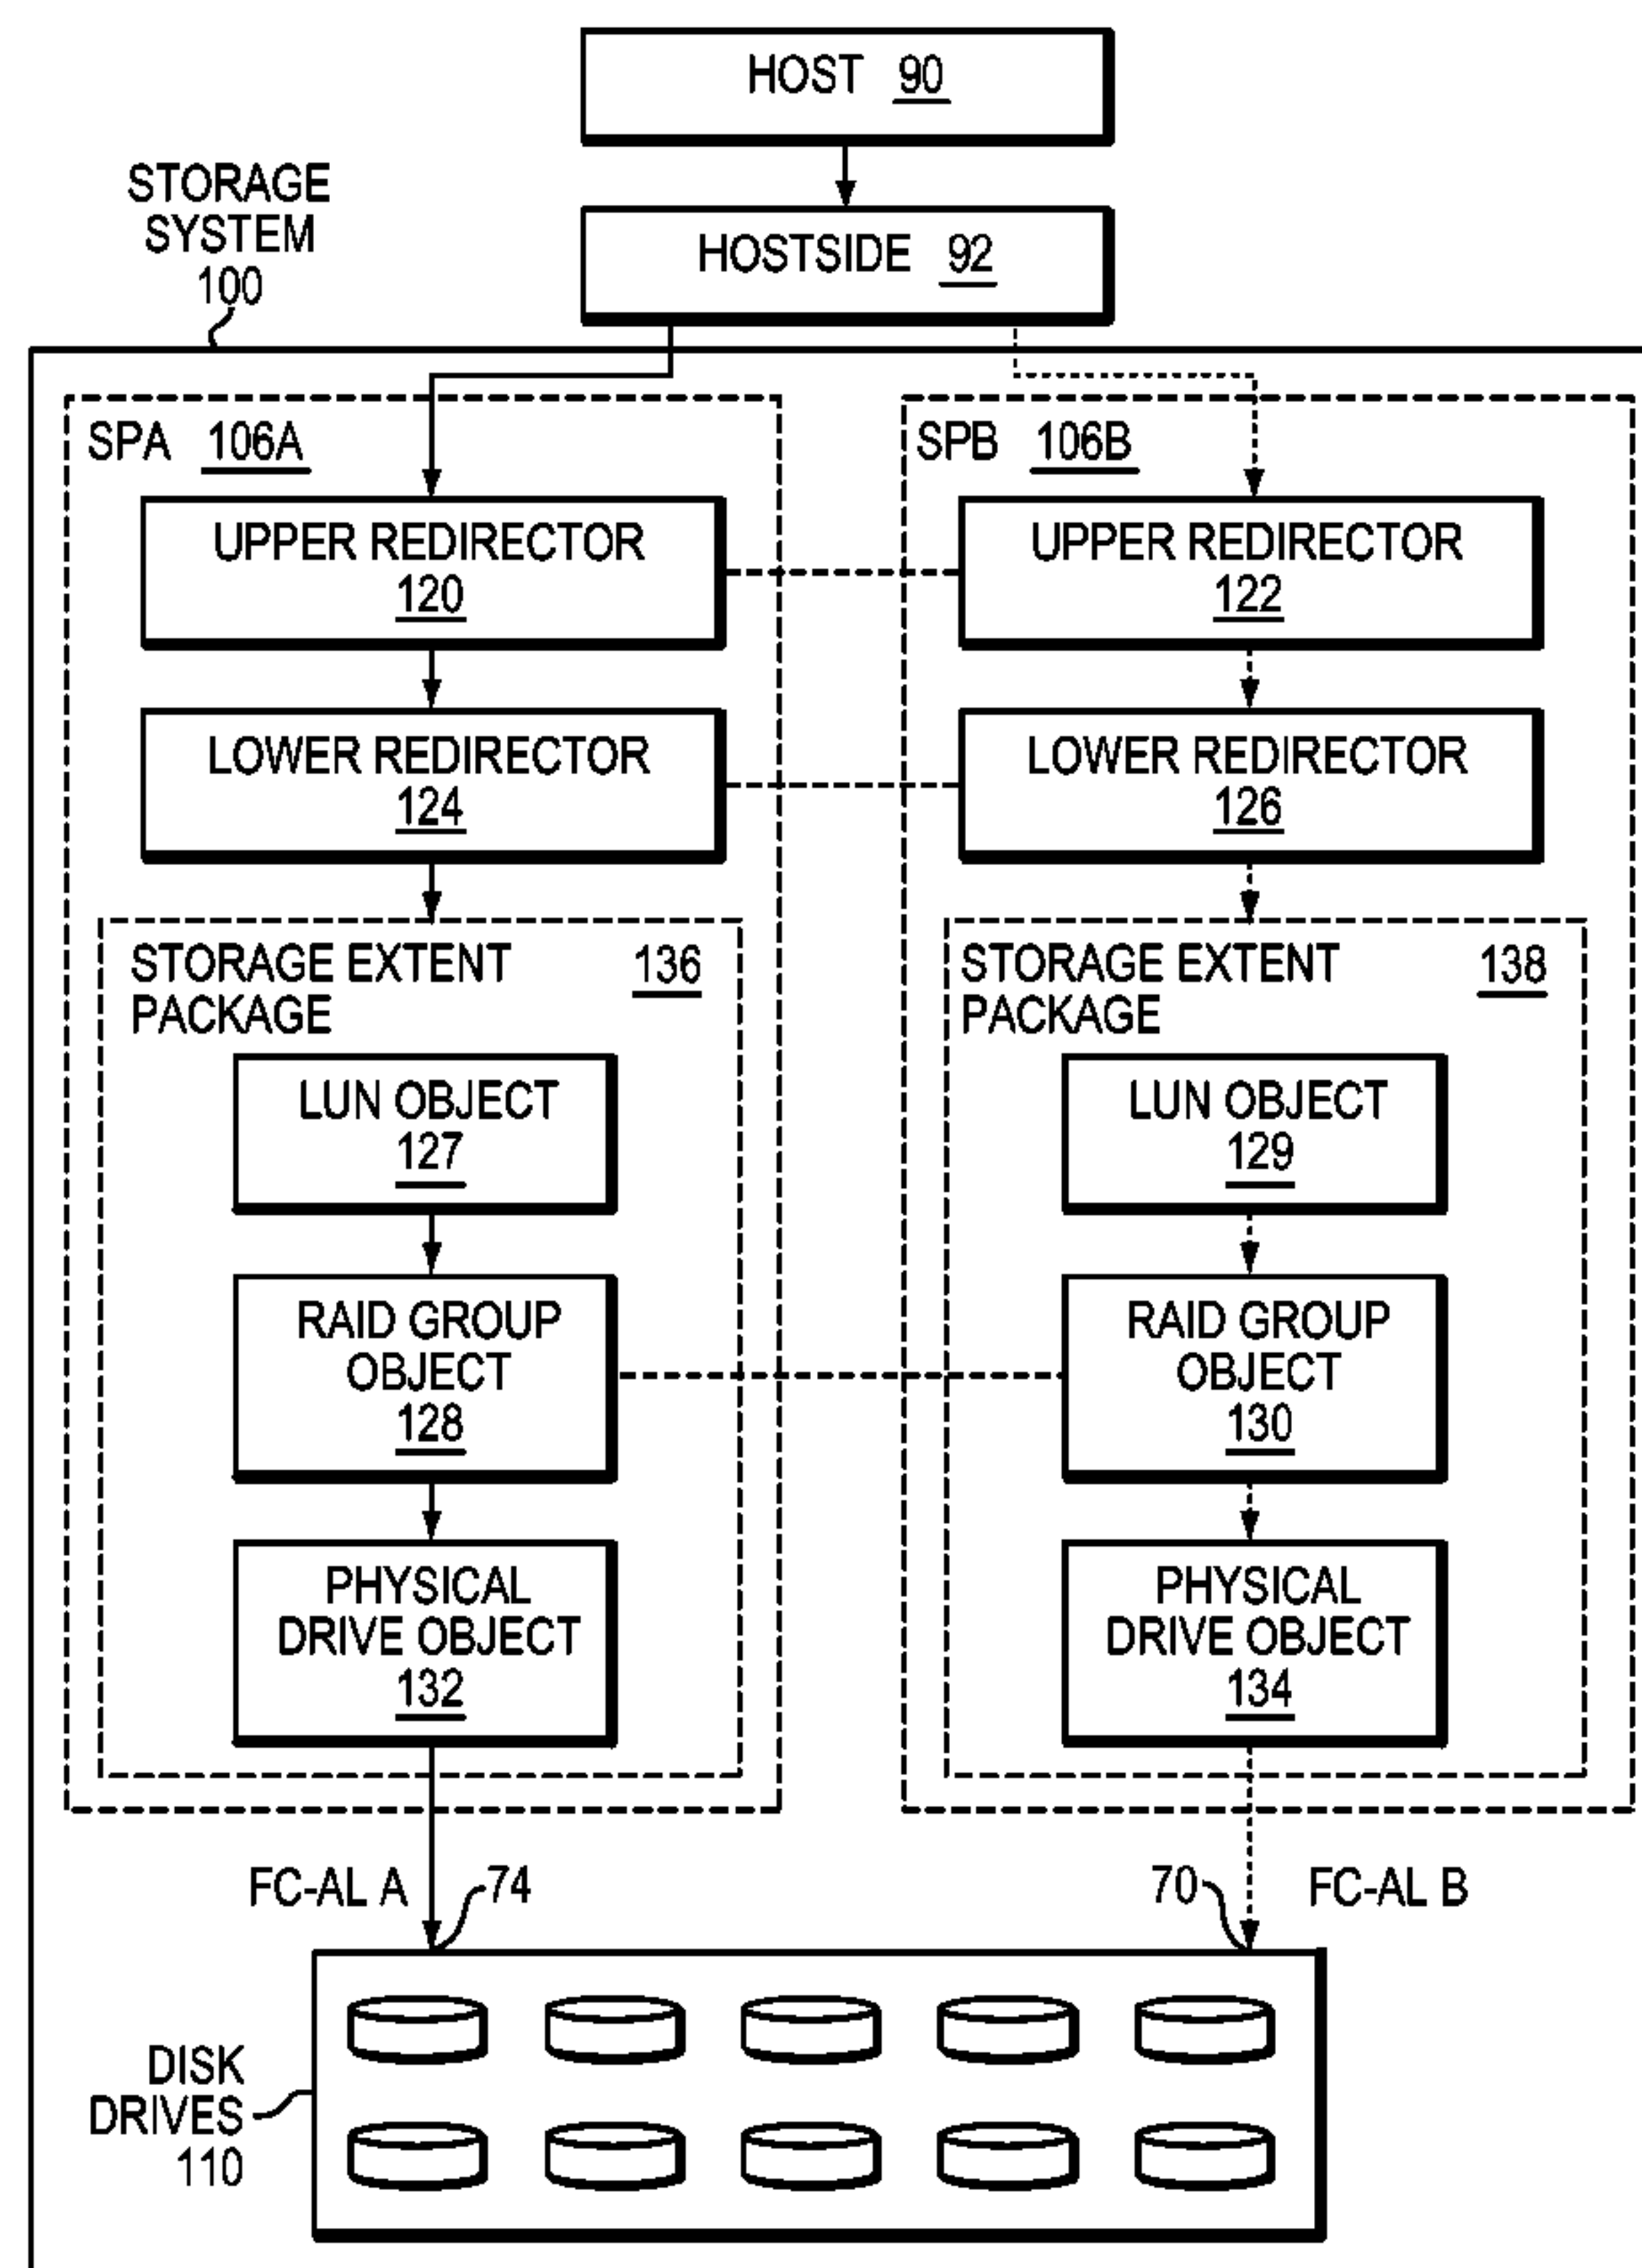 HOST 90
STORAGE
SYSTEM
100
HOSTSIDE 92
SPA 106A
UPPER REDIRECTOR
120
LOWER REDIRECTOR
124
STORAGE EXTENT 136
PACKAGE
LUN OBJECT
127
RAID GROUP
OBJECT
128
PHYSICAL
DRIVE OBJECT
132
SPB 106B
UPPER REDIRECTOR
122
LOWER REDIRECTOR
126
STORAGE EXTENT 138
PACKAGE
LUN OBJECT
129
RAID GROUP
OBJECT
130
PHYSICAL
DRIVE OBJECT
134
FC-AL A 74
70 FC-AL B
DISK
DRIVES
110